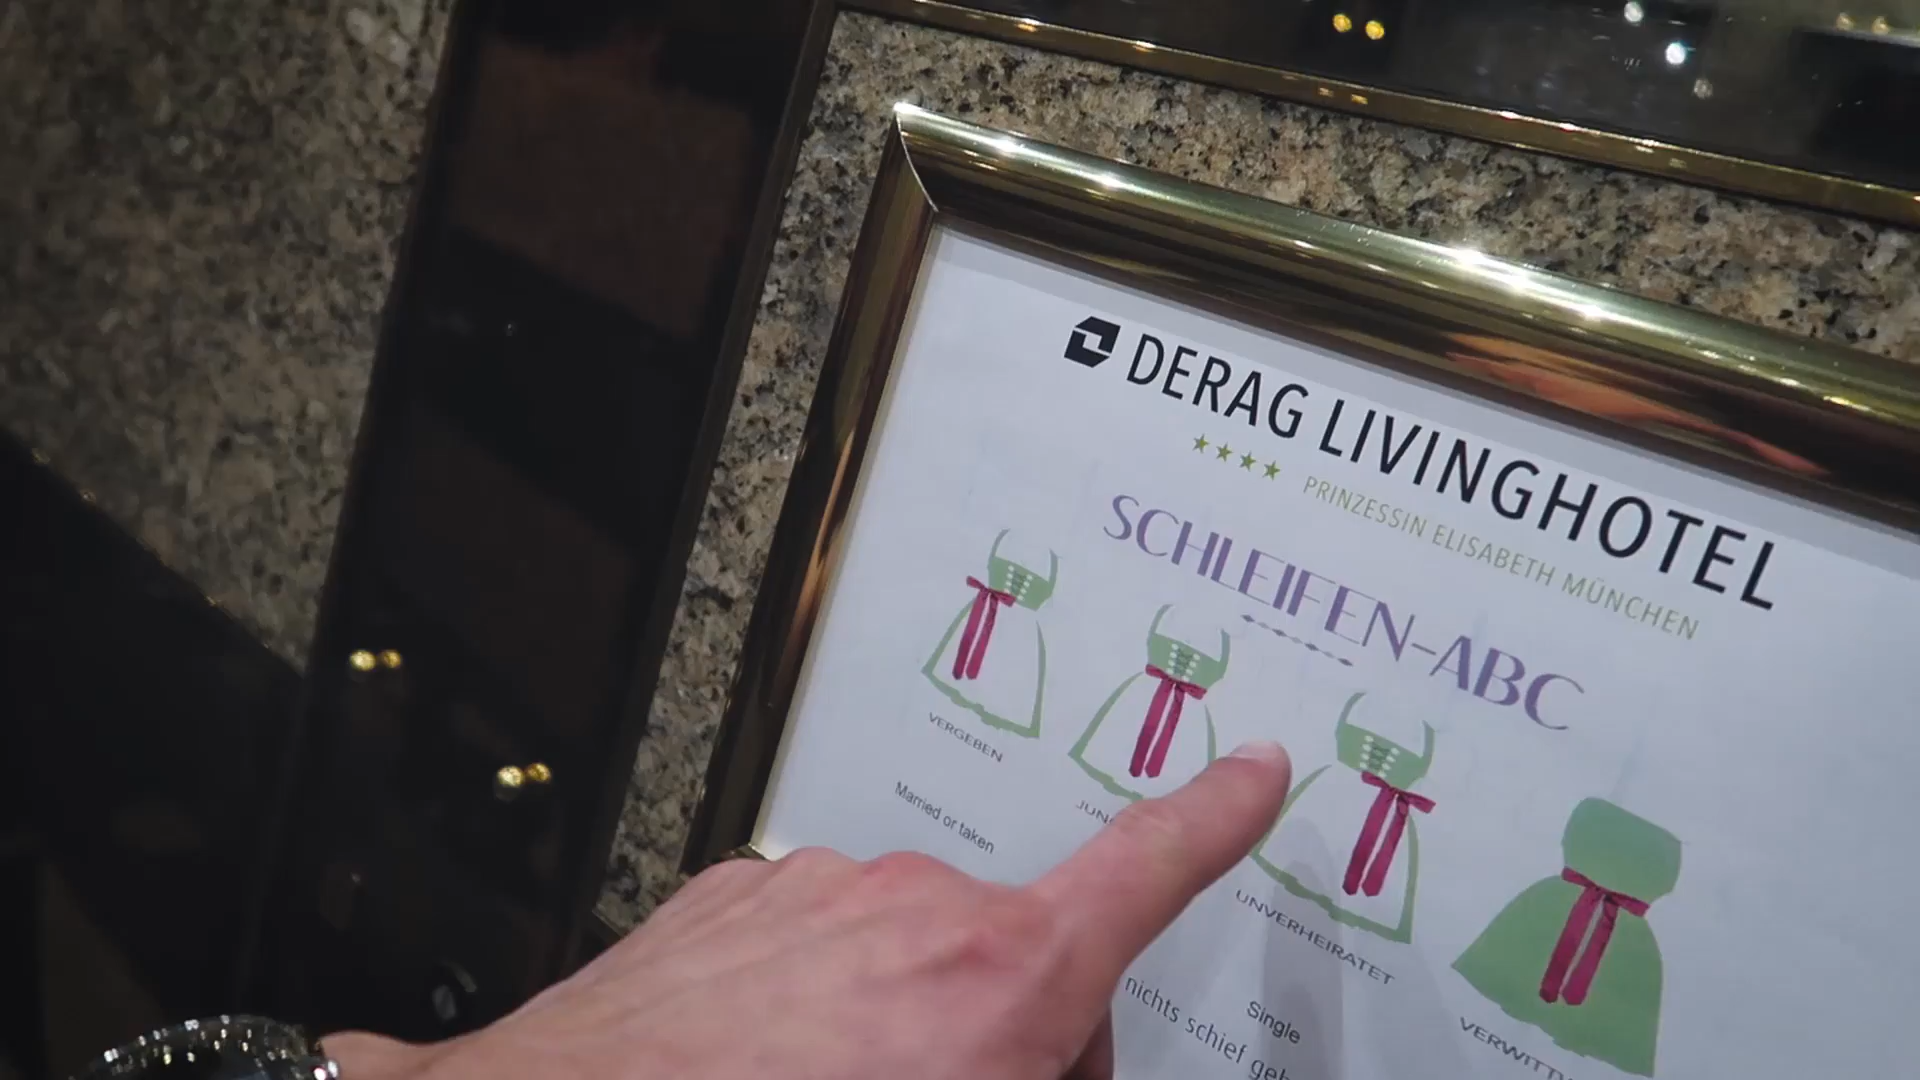 DERAG LIVINGHOTEL
PRINZESSIN ELISABETH MÜNCHEN
SCHLEIFEN-ABC
VERGEBEN
UNVERHEIRATET
Married or taken
Single
nichts schief